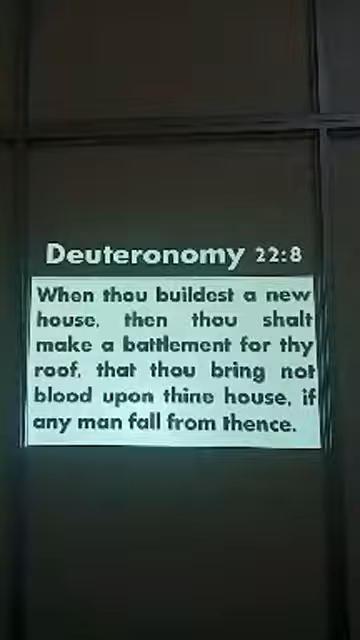 Deuteronomy 22:8
When thou buildest a new
house, then thou shalt
make a battlement for thy
roof, that thou bring not
blood upon thine house, if
any man fall from thence.